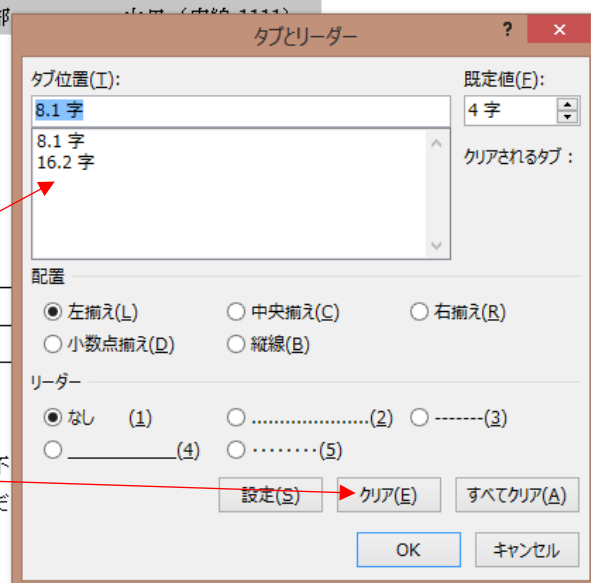 部
(内線 1111)
タブとリーダー
? ×
タブ位置(T): 既定値(F):
8.1 字 4 字
8.1 字
16.2 字
クリアされるタブ:
配置
左揃え(L) 中央揃え(C) 右揃え(R)
小数点揃え(D) 縦線(B)
リーダー
なし (1) .....................(2) -------(3)
____________(4) ········(5)
設定(S) クリア(E) すべてクリア(A)
OK キャンセル